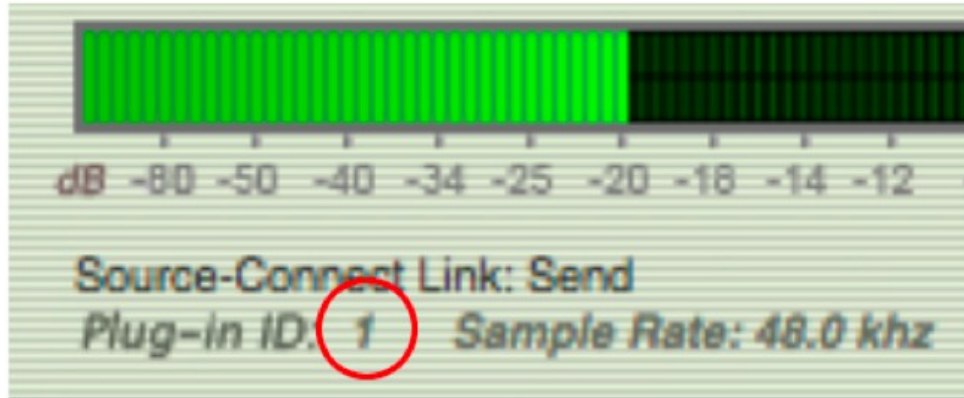 dB -80 -50 -40 -34 -25 -20 -18 -14 -12
Source-Connect Link: Send
Plug-in ID: 1 Sample Rate: 48.0 khz